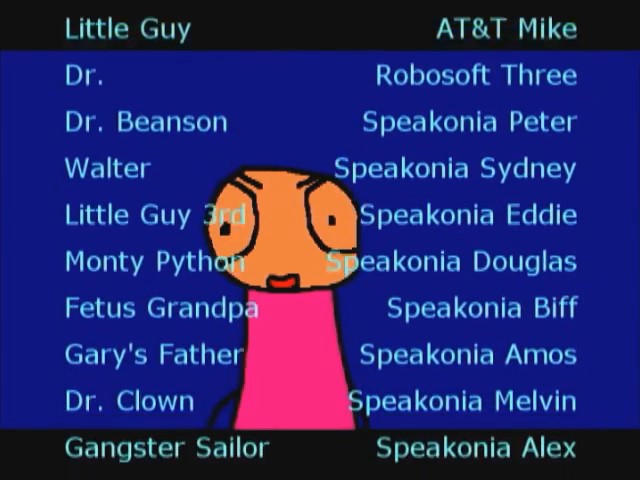 Little Guy AT&T Mike
Dr. Robosoft Three
Dr. Beanson Speakonia Peter
Walter Speakonia Sydney
Little Guy 3rd Speakonia Eddie
Monty Python Speakonia Douglas
Fetus Grandpa Speakonia Biff
Gary's Father Speakonia Amos
Dr. Clown Speakonia Melvin
Gangster Sailor Speakonia Alex